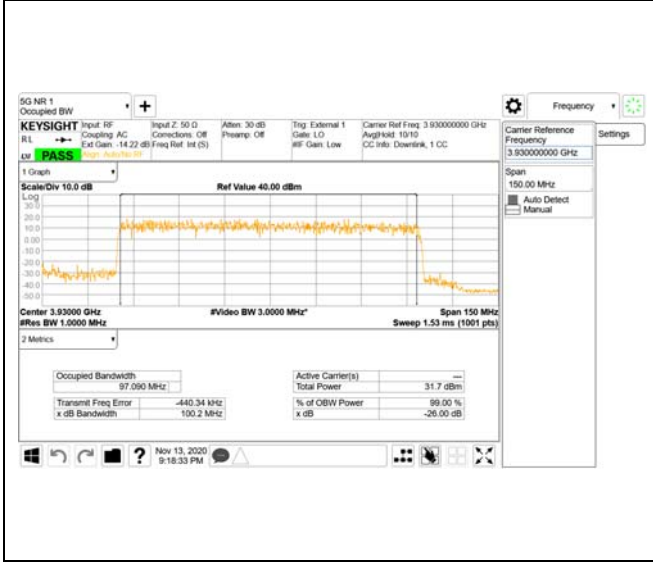 5G NR 1
Occupied BW
Frequency
KEYSIGHT
R L
PASS
Input: RF
Coupling: AC
Ext Gain: -14.22 dB
Align: Auto/No RF
Input Z: 50 Ω
Corrections: Off
Freq Ref: Int (S)
Atten: 30 dB
Preamp: Off
Trig: External 1
Gate: LO
#IF Gain: Low
Carrier Ref Freq: 3.930000000 GHz
Avg|Hold: 10/10
CC Info: Downlink, 1 CC
Carrier Reference
Frequency
3.930000000 GHz
Settings
Span
150.00 MHz
Auto Detect
Manual
1 Graph
Scale/Div 10.0 dB
Ref Value 40.00 dBm
Log
30.0
20.0
10.0
0.00
-10.0
-20.0
-30.0
-40.0
-50.0
Center 3.93000 GHz
#Video BW 3.0000 MHz*
Span 150 MHz
#Res BW 1.0000 MHz
Sweep 1.53 ms (1001 pts)
2 Metrics
Occupied Bandwidth
97.090 MHz
Transmit Freq Error -440.34 kHz
x dB Bandwidth 100.2 MHz
Active Carrier(s) ---
Total Power 31.7 dBm
% of OBW Power 99.00 %
x dB -26.00 dB
Nov 13, 2020
9:18:33 PM